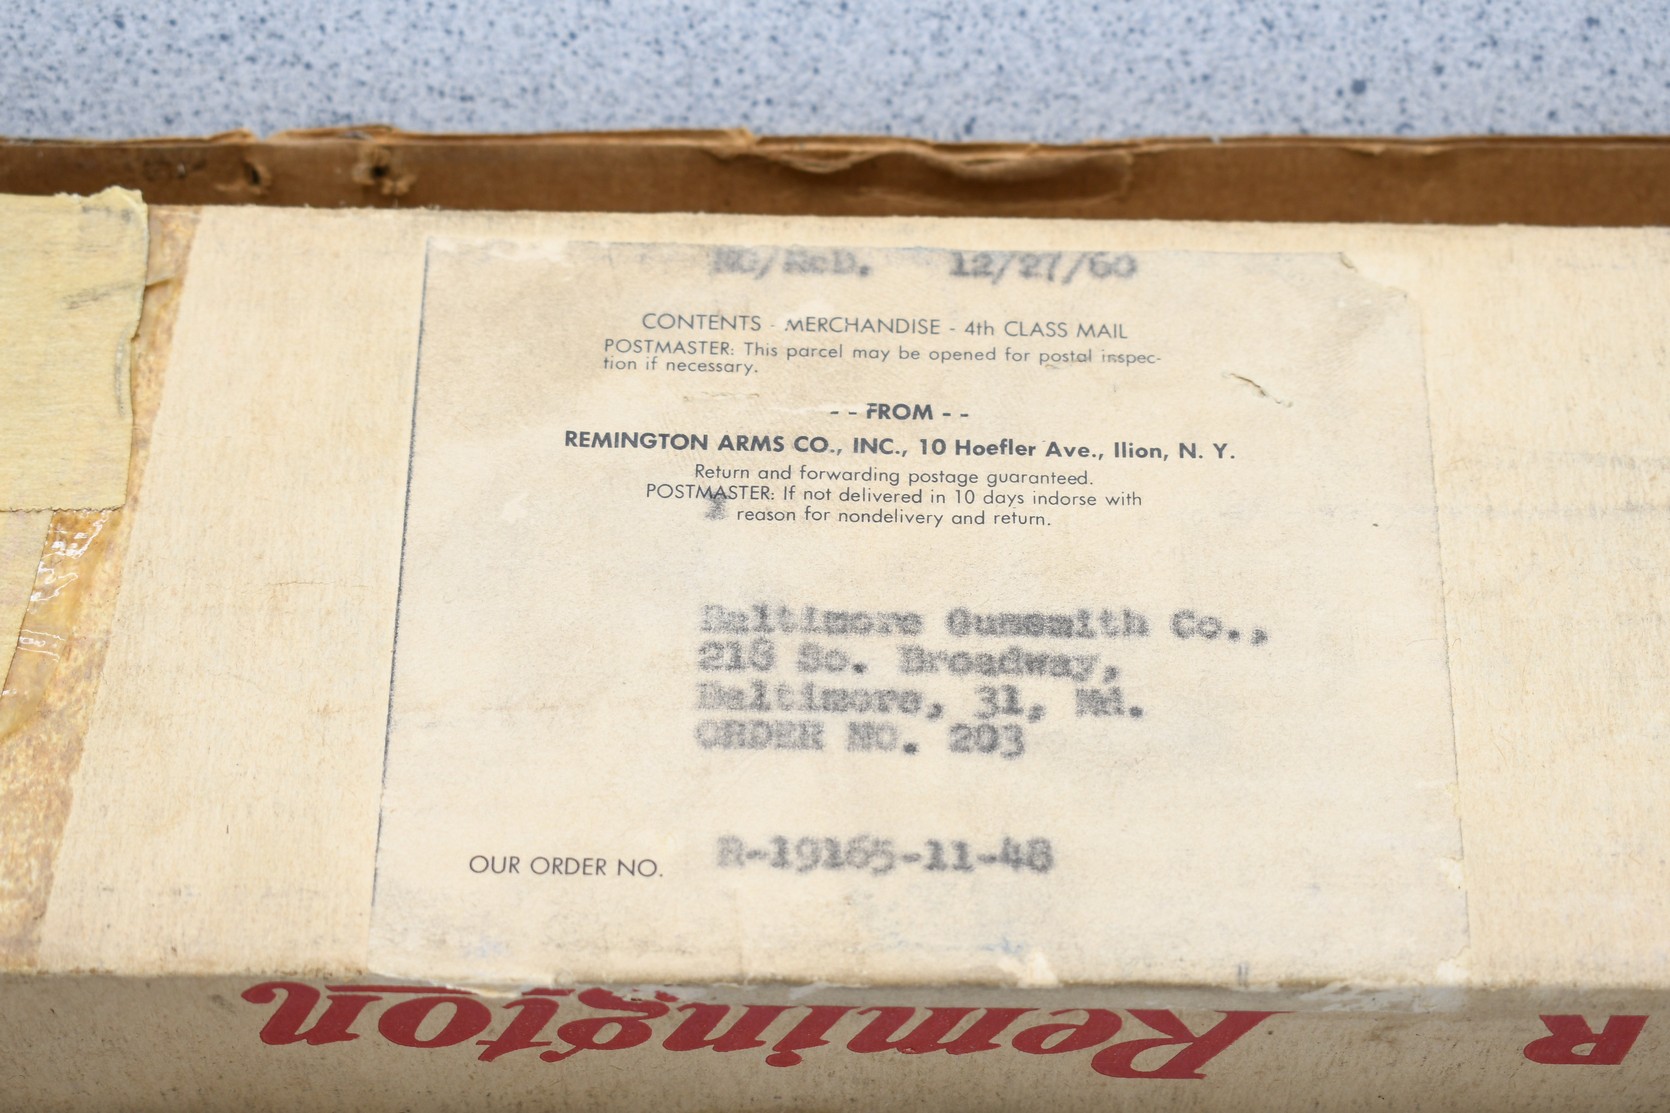 12/27/60
CONTENTS - MERCHANDISE - 4th CLASS MAIL
POSTMASTER: This parcel may be opened for postal inspec-
tion if necessary.
- - FROM - -
REMINGTON ARMS CO., INC., 10 Hoefler Ave., Ilion, N. Y.
Return and forwarding postage guaranteed.
POSTMASTER: If not delivered in 10 days indorse with
reason for nondelivery and return.
Baltimore Gunsmith Co.,
218 So. Broadway,
Baltimore, 31, Md.
ORDER NO. 203
OUR ORDER NO. R-19165-11-48
Remington
R